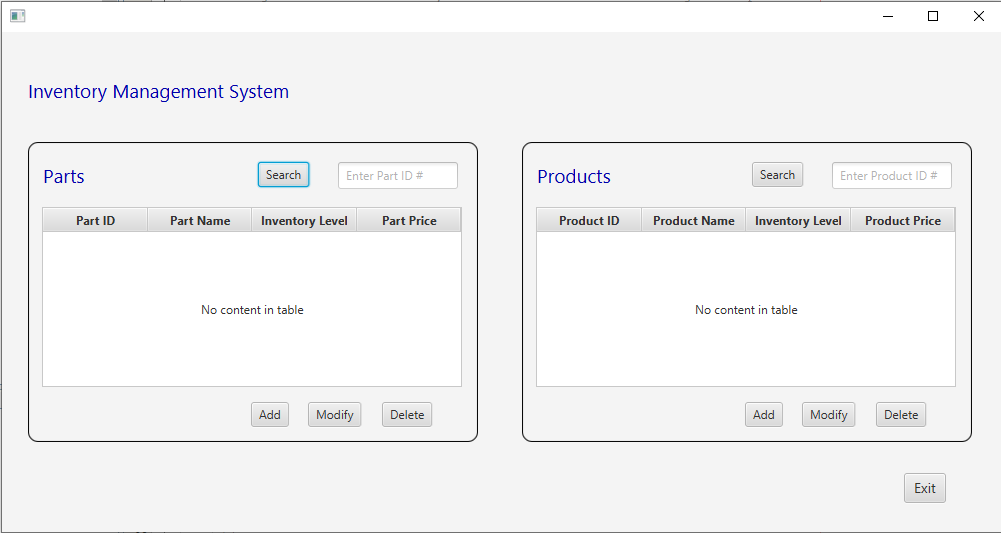 Inventory Management System
Parts
Search
Enter Part ID #
Part ID Part Name Inventory Level Part Price
No content in table
Add Modify Delete
Products
Search
Enter Product ID #
Product ID Product Name Inventory Level Product Price
No content in table
Add Modify Delete
Exit